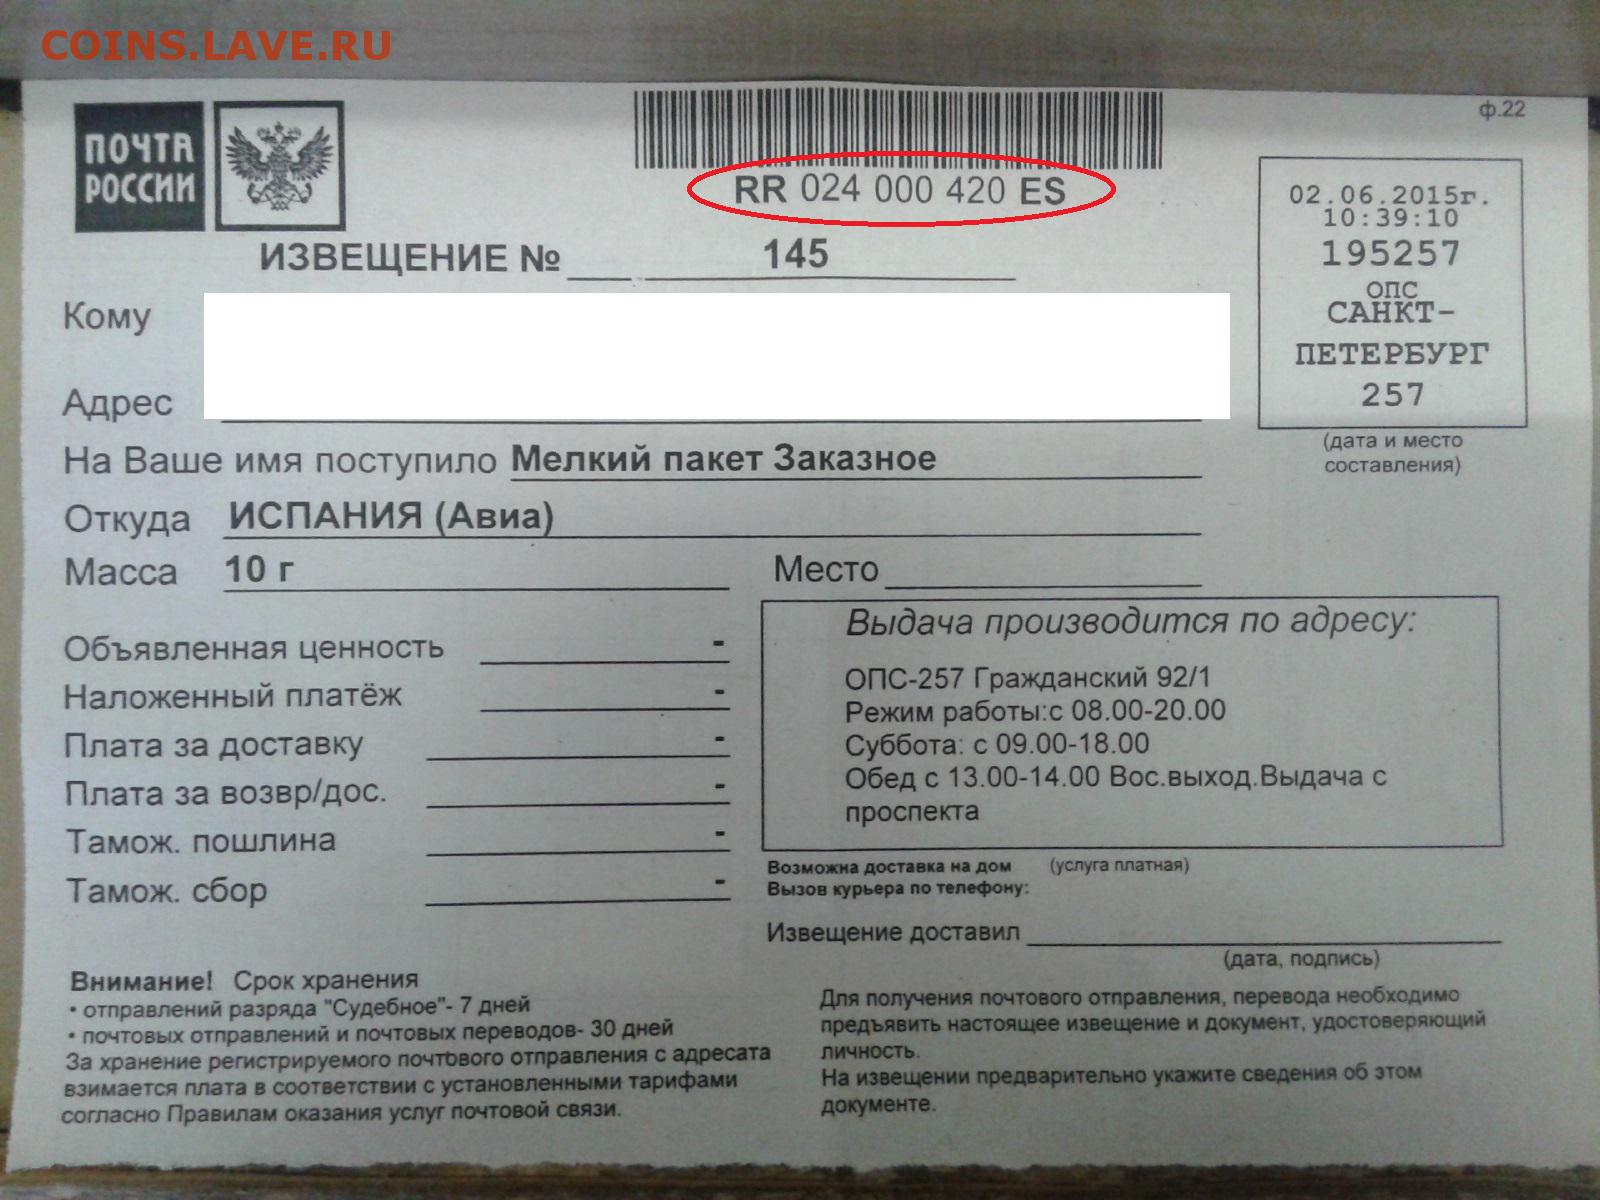 COINS.LAVE.RU
ПОЧТА
РОССИИ
ф.22
RR 024 000 420 ES
ИЗВЕЩЕНИЕ № 145
02.06.2015г.
10:39:10
195257
ОПС
САНКТ-
ПЕТЕРБУРГ
257
(дата и место
составления)
Кому
Адрес
На Ваше имя поступило Мелкий пакет Заказное
Откуда ИСПАНИЯ (Авиа)
Масса 10 г
Место
Объявленная ценность -
Наложенный платёж -
Плата за доставку -
Плата за возвр/дос. -
Тамож. пошлина -
Тамож. сбор -
Выдача производится по адресу:
ОПС-257 Гражданский 92/1
Режим работы:с 08.00-20.00
Суббота: с 09.00-18.00
Обед с 13.00-14.00 Вос.выход.Выдача с
проспекта
Возможна доставка на дом (услуга платная)
Вызов курьера по телефону:
Извещение доставил
(дата, подпись)
Внимание! Срок хранения
• отправлений разряда "Судебное"- 7 дней
• почтовых отправлений и почтовых переводов- 30 дней
За хранение регистрируемого почтового отправления с адресата
взимается плата в соответствии с установленными тарифами
согласно Правилам оказания услуг почтовой связи.
Для получения почтового отправления, перевода необходимо
предъявить настоящее извещение и документ, удостоверяющий
личность.
На извещении предварительно укажите сведения об этом
документе.